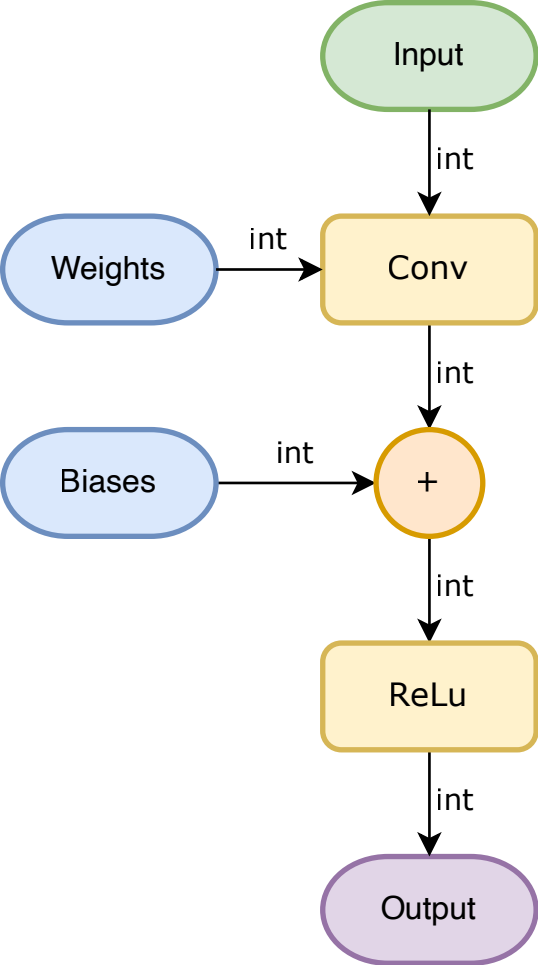 Input
int
int
Weights
Conv
int
int
Biases
+
int
ReLu
int
Output